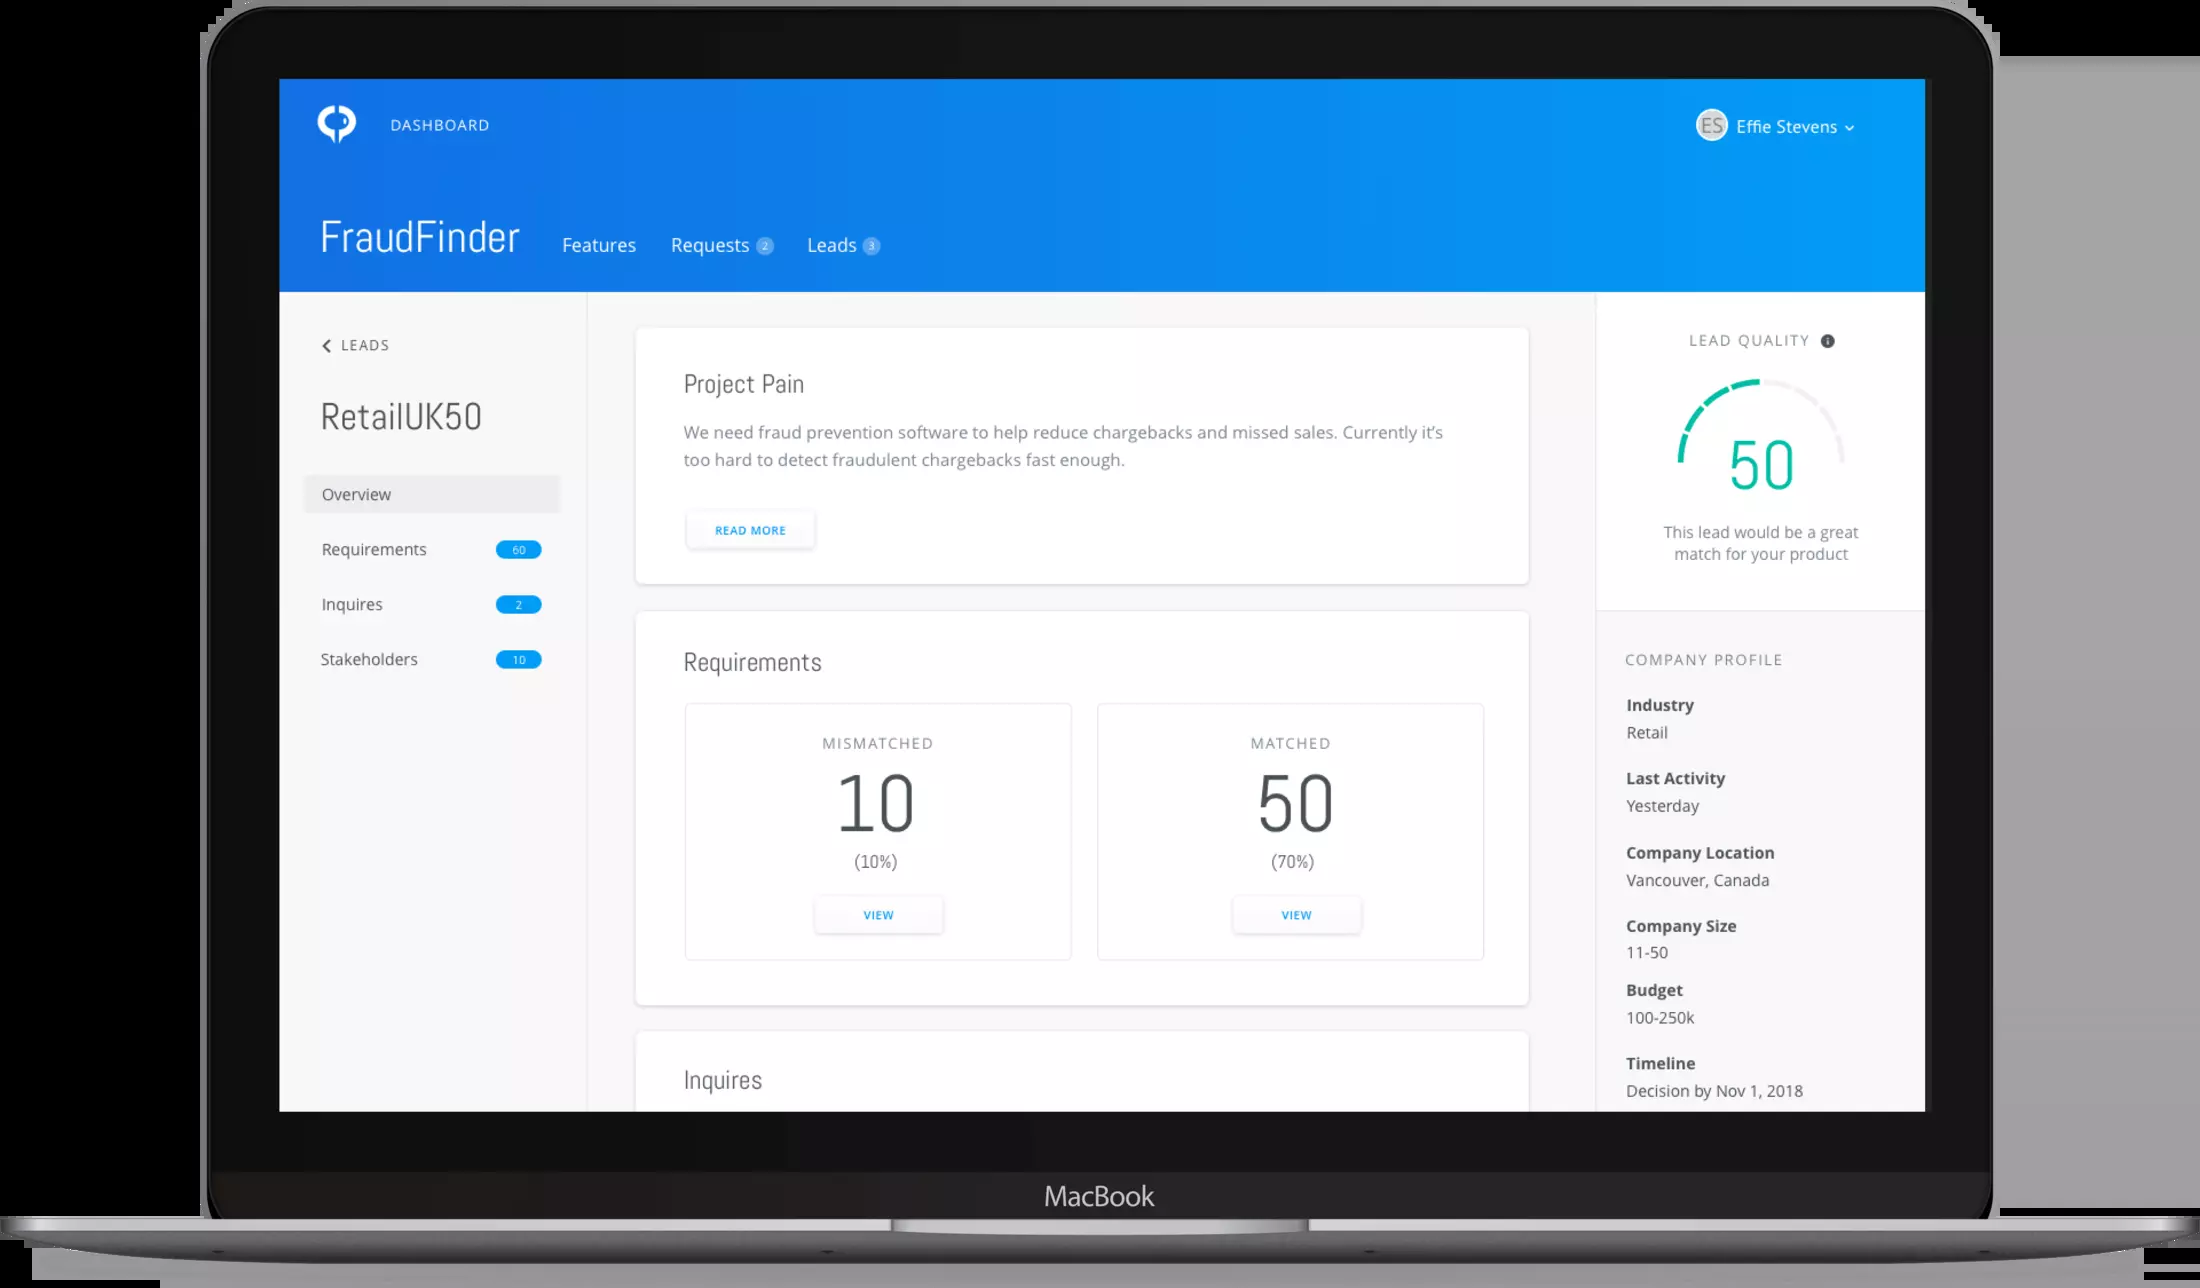 DASHBOARD
ES Effie Stevens
FraudFinder Features Requests 2 Leads 3
LEADS
RetailUK50
Overview
Requirements 60
Inquires 2
Stakeholders 10
Project Pain
We need fraud prevention software to help reduce chargebacks and missed sales. Currently it’s
too hard to detect fraudulent chargebacks fast enough.
READ MORE
Requirements
MISMATCHED
10
(10%)
VIEW
MATCHED
50
(70%)
VIEW
Inquires
LEAD QUALITY i
50
This lead would be a great
match for your product
COMPANY PROFILE
Industry
Retail
Last Activity
Yesterday
Company Location
Vancouver, Canada
Company Size
11-50
Budget
100-250k
Timeline
Decision by Nov 1, 2018
MacBook